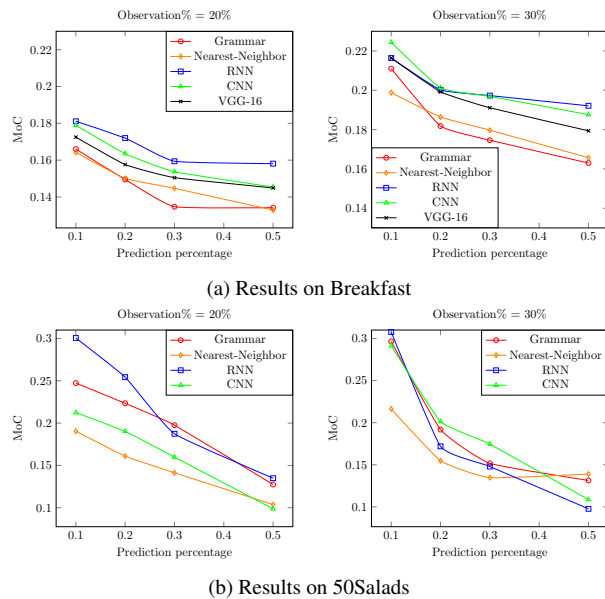 Observation% = 20%
0.22
0.2
0.18
0.16
0.14
MoC
0.1 0.2 0.3 0.4 0.5
Prediction percentage
Grammar
Nearest-Neighbor
RNN
CNN
VGG-16
Observation% = 30%
0.22
0.2
0.18
0.16
0.14
MoC
0.1 0.2 0.3 0.4 0.5
Prediction percentage
Grammar
Nearest-Neighbor
RNN
CNN
VGG-16
(a) Results on Breakfast
Observation% = 20%
0.3
0.25
0.2
0.15
0.1
MoC
0.1 0.2 0.3 0.4 0.5
Prediction percentage
Grammar
Nearest-Neighbor
RNN
CNN
Observation% = 30%
0.3
0.25
0.2
0.15
0.1
MoC
0.1 0.2 0.3 0.4 0.5
Prediction percentage
Grammar
Nearest-Neighbor
RNN
CNN
(b) Results on 50Salads